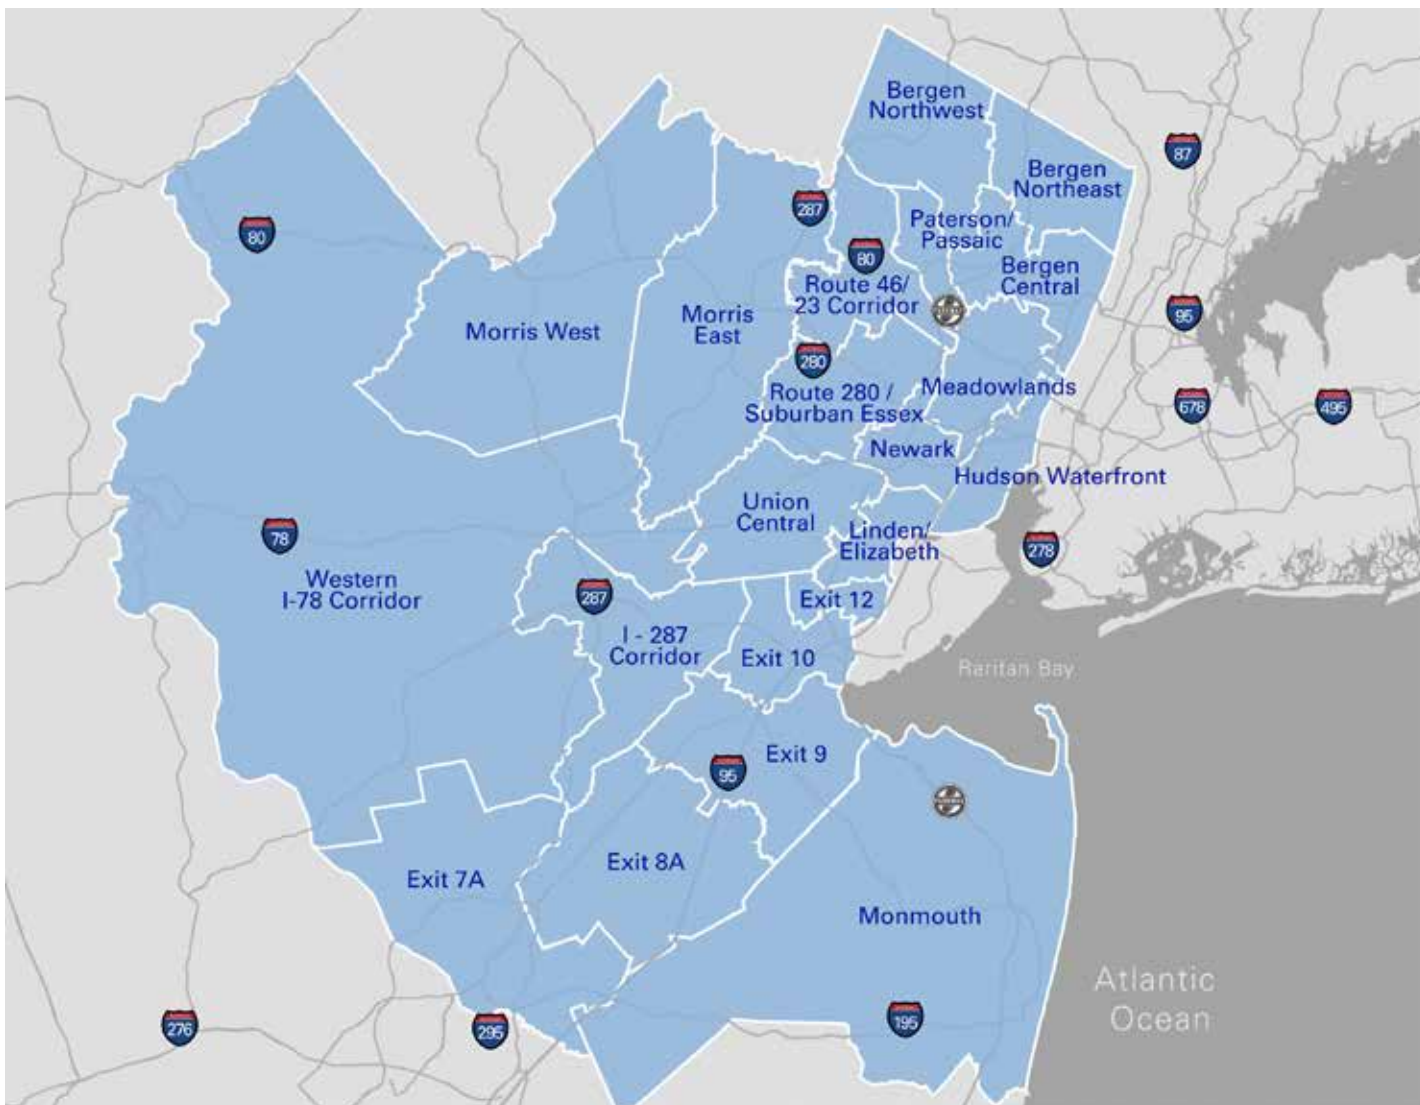 Bergen
Northwest
87
Bergen
Northeast
287
80
Paterson/
Passaic
80
Bergen
Central
Route 46/
23 Corridor
95
Morris West
Morris
East
280
Meadowlands
Route 280 /
Suburban Essex
678
495
Newark
Hudson Waterfront
Union
Central
Linden/
Elizabeth
78
278
Western
I-78 Corridor
287
Exit 12
I - 287
Corridor
Exit 10
Raritan Bay
Exit 9
95
Exit 8A
Exit 7A
Monmouth
Atlantic
Ocean
276
295
195